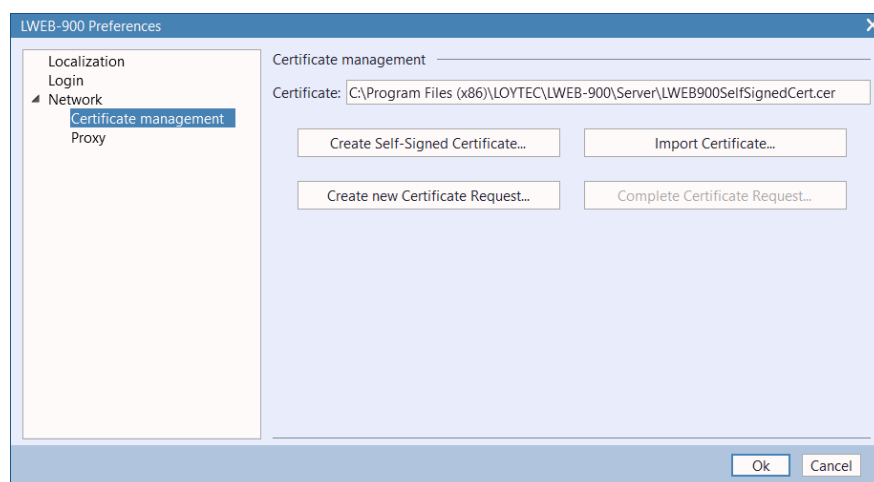 LWEB-900 Preferences
Localization
Login
Network
Certificate management
Proxy
Certificate management
Certificate: C:\Program Files (x86)\LOYTEC\LWEB-900\Server\LWEB900SelfSignedCert.cer
Create Self-Signed Certificate... Import Certificate...
Create new Certificate Request... Complete Certificate Request...
Ok Cancel